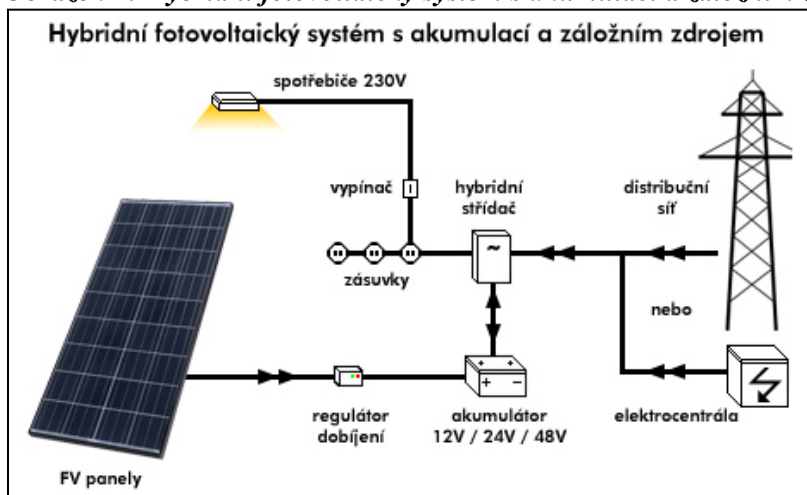 Hybridní fotovoltaický systém s akumulací a záložním zdrojem
spotřebiče 230V
vypínač
hybridní
střídač
distribuční
síť
zásuvky
nebo
regulátor
dobíjení
akumulátor
12V / 24V / 48V
elektrocentrála
FV panely